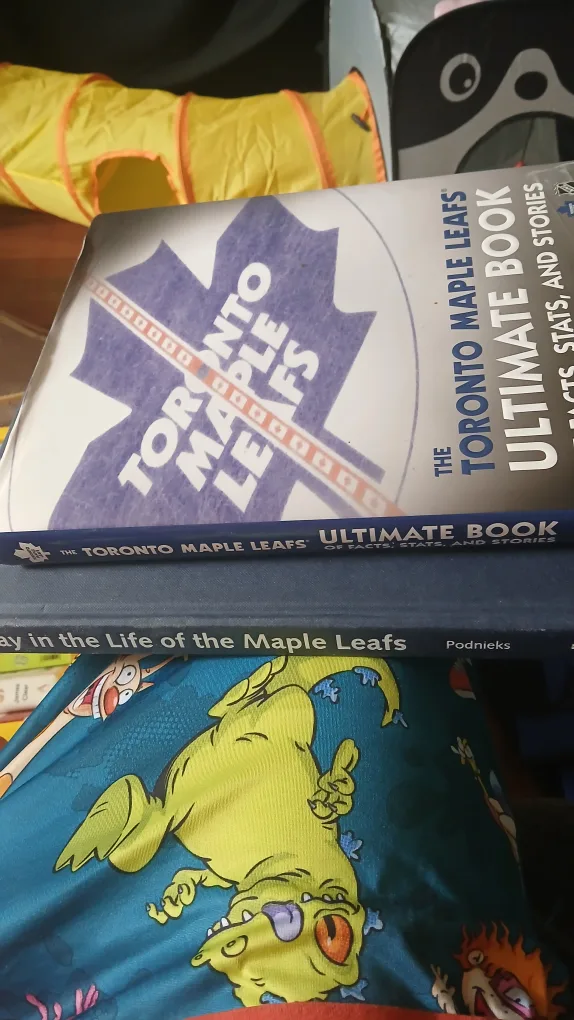 TORONTO
MAPLE
LEAFS
THE
TORONTO MAPLE LEAFS®
ULTIMATE BOOK
FACTS, STATS, AND STORIES
THE TORONTO MAPLE LEAFS® ULTIMATE BOOK
OF FACTS, STATS, AND STORIES
ay in the Life of the Maple Leafs Podnieks